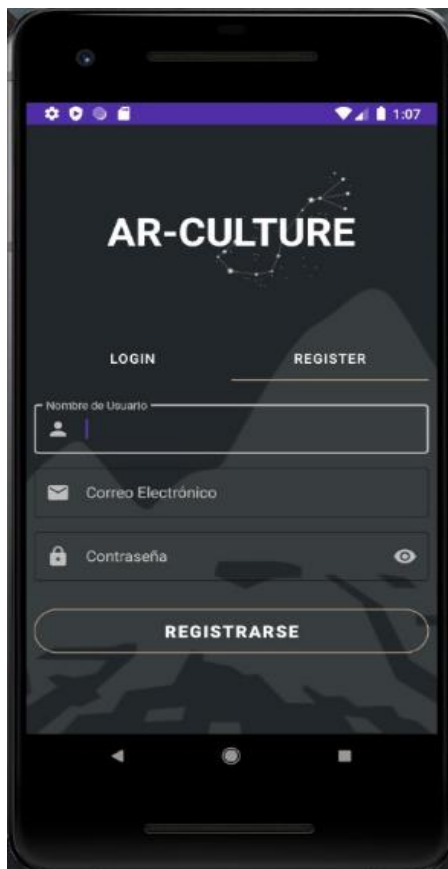 1:07
AR-CULTURE
LOGIN REGISTER
Nombre de Usuario
Correo Electrónico
Contraseña
REGISTRARSE